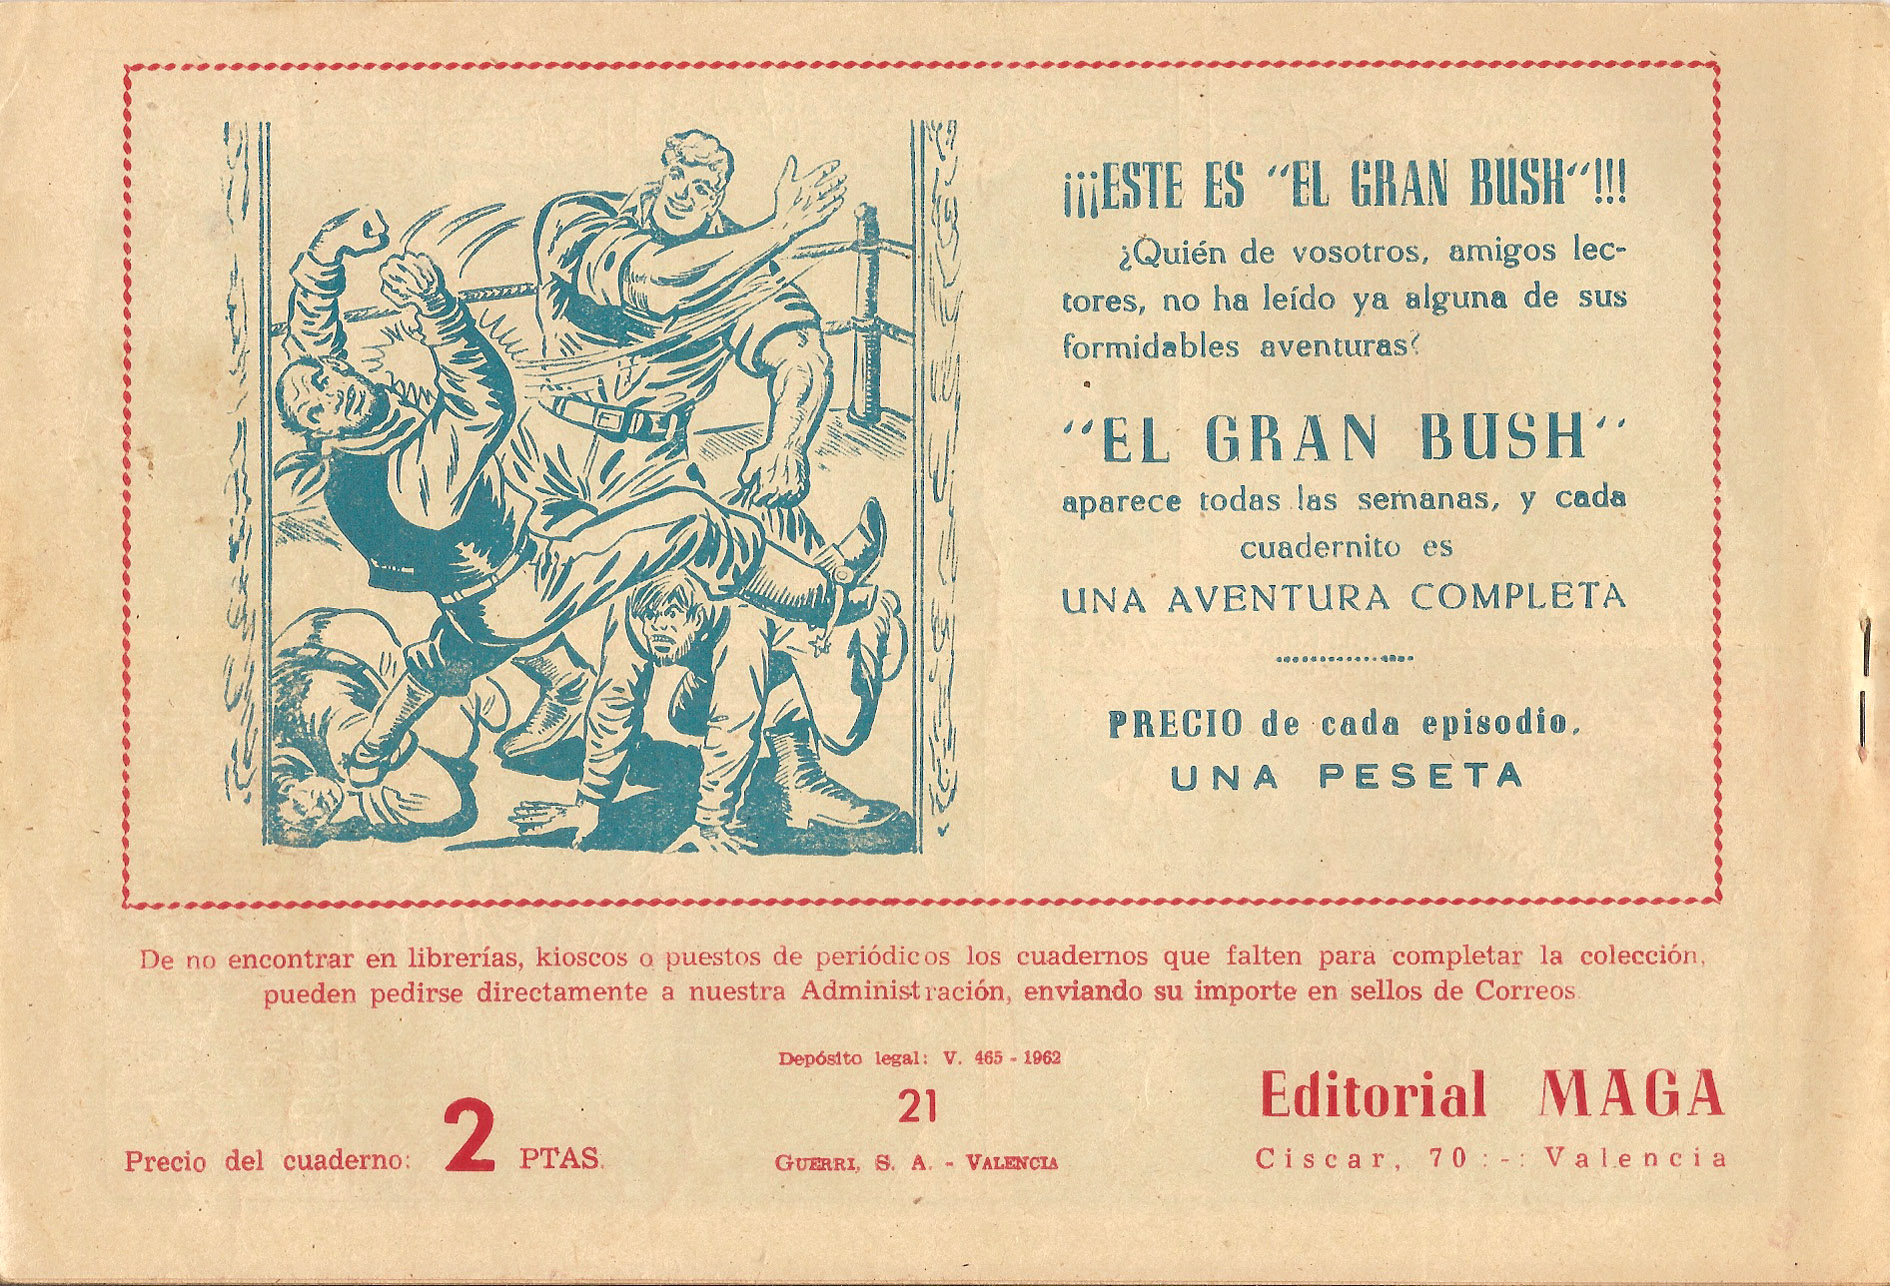 ¡¡¡ESTE ES "EL GRAN BUSH"!!!
¿Quién de vosotros, amigos lec-
tores, no ha leído ya alguna de sus
formidables aventuras?
"EL GRAN BUSH"
aparece todas las semanas, y cada
cuadernito es
UNA AVENTURA COMPLETA
PRECIO de cada episodio,
UNA PESETA
De no encontrar en librerías, kioscos o puestos de periódicos los cuadernos que falten para completar la colección,
pueden pedirse directamente a nuestra Administración, enviando su importe en sellos de Correos
Depósito legal: V. 465 - 1962
21
GUERRI, S. A. - VALENCIA
Precio del cuaderno: 2 PTAS.
Editorial MAGA
Ciscar, 70 :-: Valencia